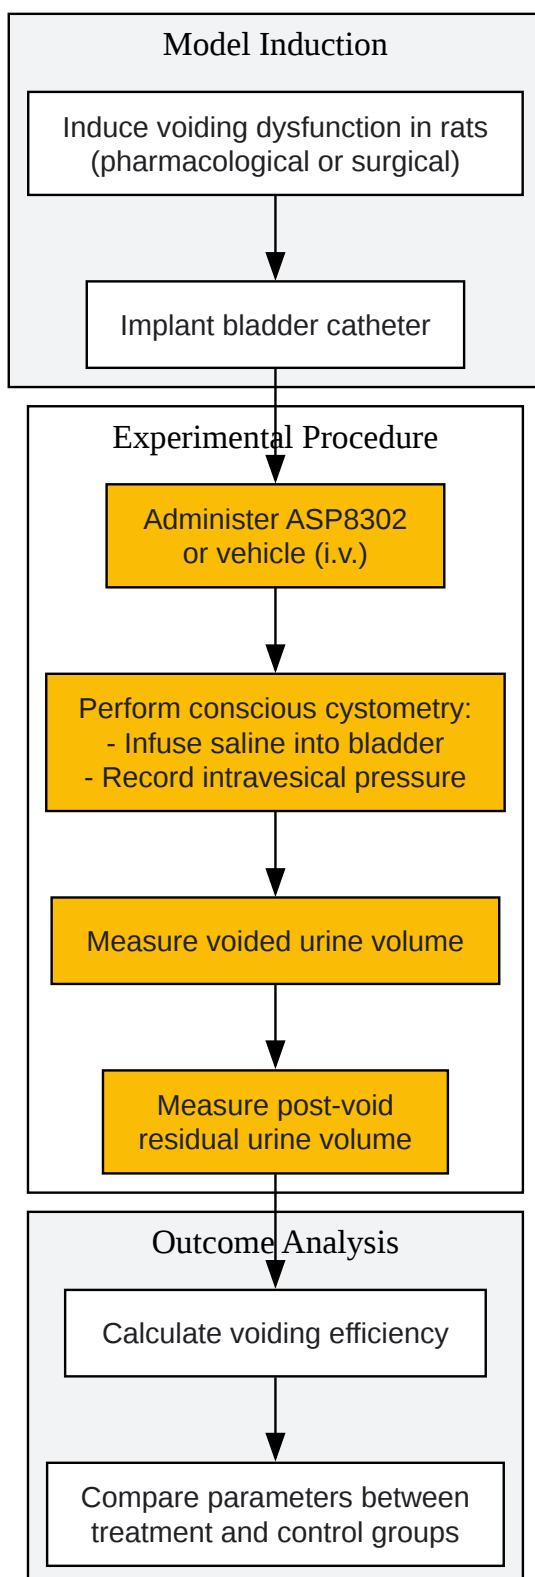 Model Induction
Induce voiding dysfunction in rats
(pharmacological or surgical)
Implant bladder catheter
Experimental Procedure
Administer ASP8302
or vehicle (i.v.)
Perform conscious cystometry:
- Infuse saline into bladder
- Record intravesical pressure
Measure voided urine volume
Measure post-void
residual urine volume
Outcome Analysis
Calculate voiding efficiency
Compare parameters between
treatment and control groups